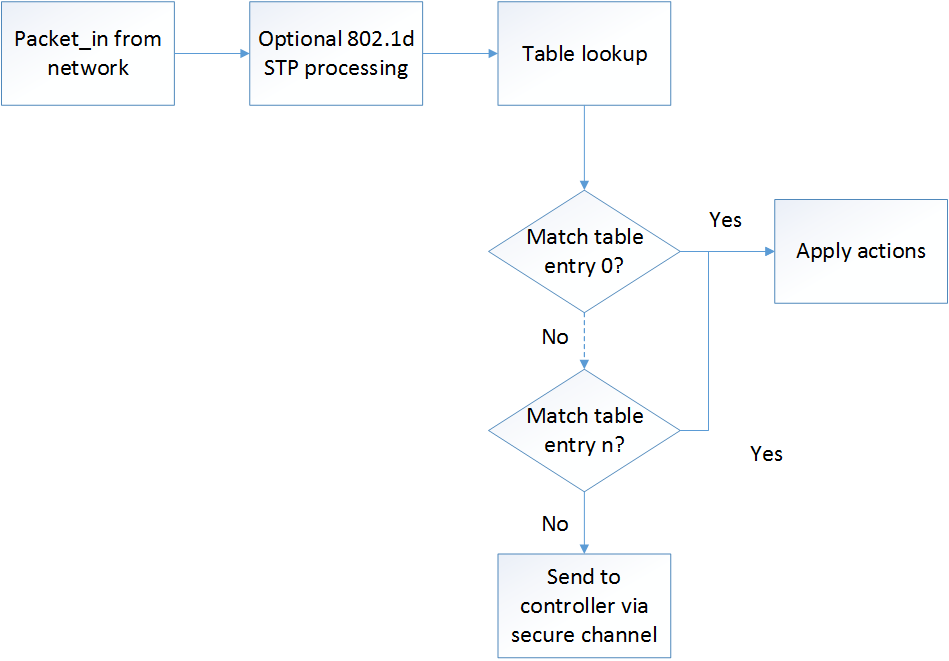 Packet_in from
network
Optional 802.1d
STP processing
Table lookup
Match table
entry 0?
Yes
Apply actions
No
Match table
entry n?
Yes
No
Send to
controller via
secure channel